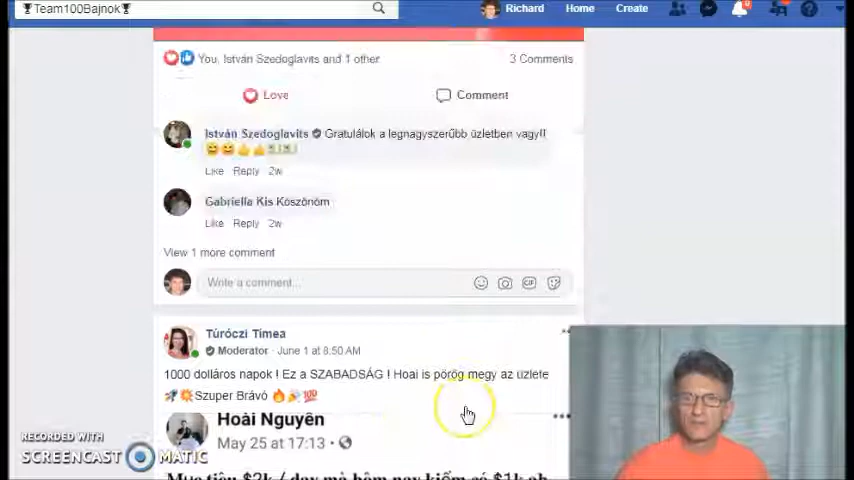 🏆Team100Bajnok🏆
Richard Home Create
You, István Szedoglavits and 1 other 3 Comments
Love Comment
István Szedoglavits Gratulálok a legnagyszerűbb üzletben vagy!!
😆😆👍👍💵💵
Like Reply 2w
Gabriella Kis Köszönöm
Like Reply 2w
View 1 more comment
Write a comment...
GIF
Túróczi Tímea
Moderator · June 1 at 8:50 AM
1000 dolláros napok ! Ez a SZABADSÁG ! Hoai is pörög megy az üzlete
🚀💥Szuper Brávó 🔥🎉💯
Hoài Nguyên
May 25 at 17:13 ·
Mục tiêu $2k / day mà hôm nay kiếm có $1k ah
RECORDED WITH
SCREENCAST MATIC